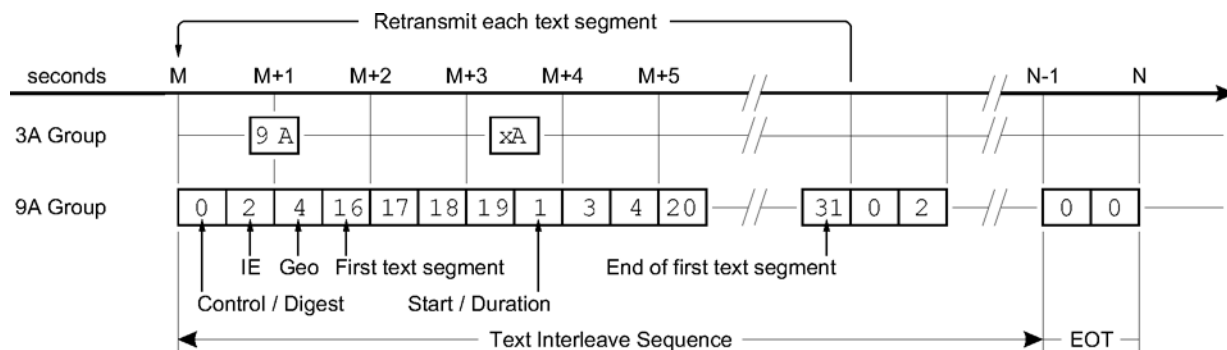 Retransmit each text segment
seconds M M+1 M+2 M+3 M+4 M+5 N-1 N
3A Group 9 A xA
9A Group 0 2 4 16 17 18 19 1 3 4 20 31 0 2 0 0
IE Geo First text segment End of first text segment
Control / Digest Start / Duration
Text Interleave Sequence EOT